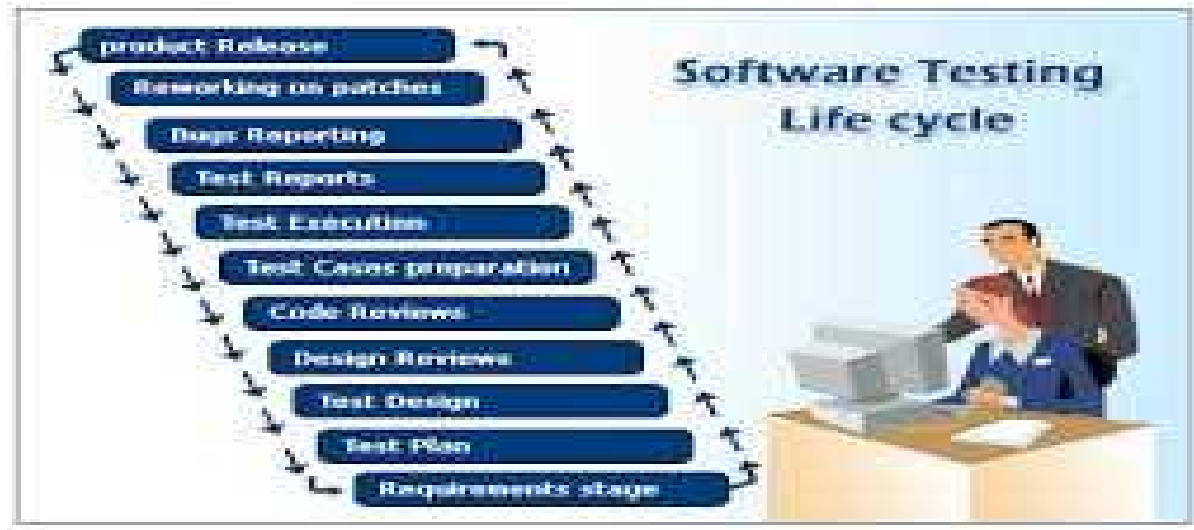 product Release
Reworking on patches
Bugs Reporting
Test Reports
Test Execution
Test Cases preparation
Code Reviews
Design Reviews
Test Design
Test Plan
Requirements stage
Software Testing
Life cycle